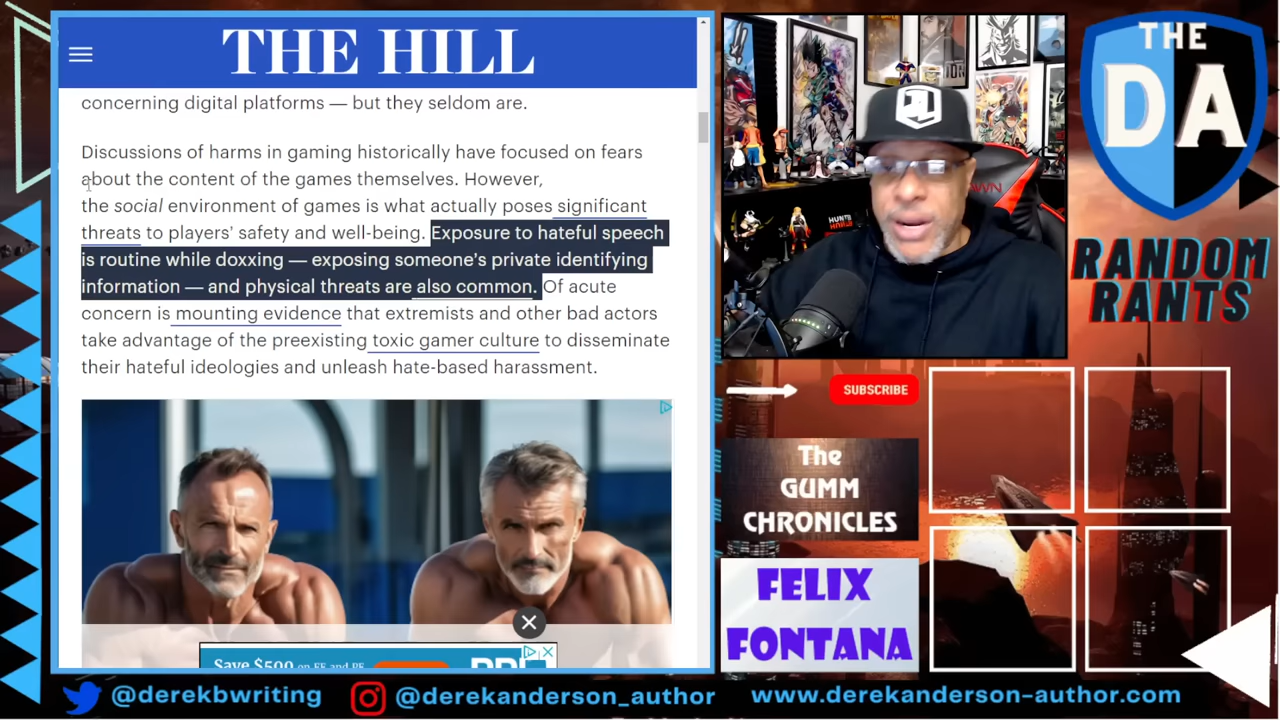 THE HILL
concerning digital platforms — but they seldom are.
Discussions of harms in gaming historically have focused on fears
about the content of the games themselves. However,
the social environment of games is what actually poses significant
threats to players’ safety and well-being. Exposure to hateful speech
is routine while doxxing — exposing someone’s private identifying
information — and physical threats are also common. Of acute
concern is mounting evidence that extremists and other bad actors
take advantage of the preexisting toxic gamer culture to disseminate
their hateful ideologies and unleash hate-based harassment.
Save $500 on
AWN
HUNTE
THE
DA
RANDOM
RANTS
SUBSCRIBE
The
GUMM
CHRONICLES
FELIX
FONTANA
@derekbwriting
@derekanderson_author
www.derekanderson-author.com